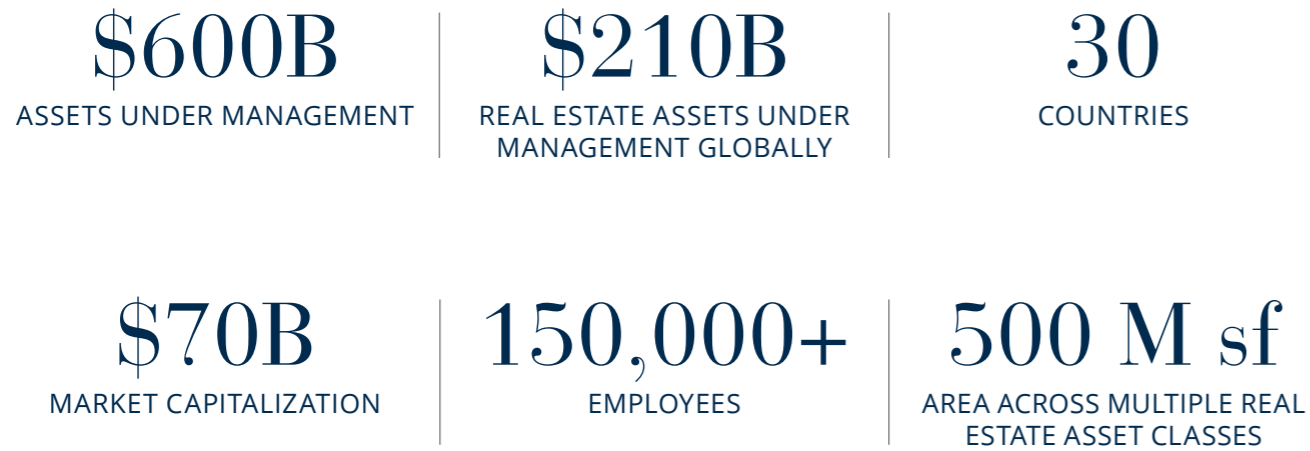 $600B
ASSETS UNDER MANAGEMENT
$210B
REAL ESTATE ASSETS UNDER
MANAGEMENT GLOBALLY
30
COUNTRIES
$70B
MARKET CAPITALIZATION
150,000+
EMPLOYEES
500 M sf
AREA ACROSS MULTIPLE REAL
ESTATE ASSET CLASSES